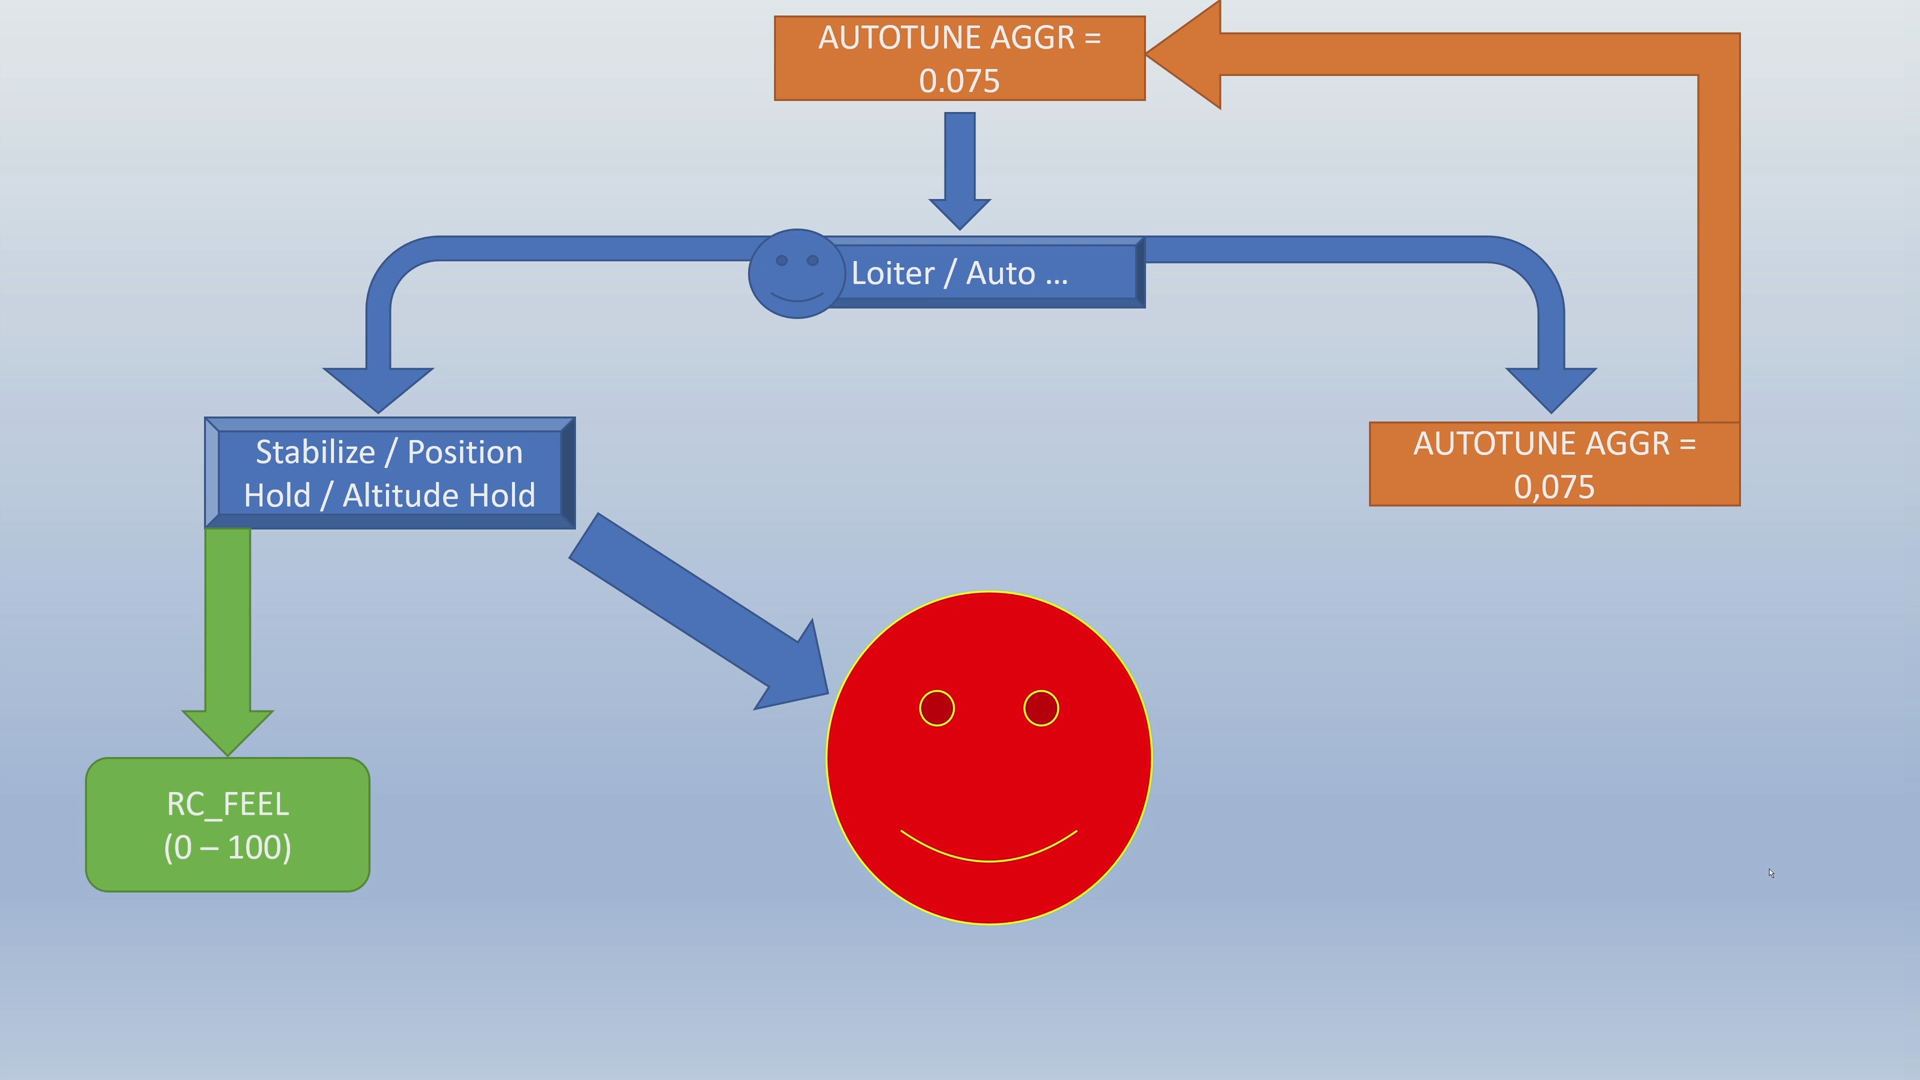 AUTOTUNE AGGR =
0.075
Loiter / Auto ...
Stabilize / Position
Hold / Altitude Hold
AUTOTUNE AGGR =
0,075
RC_FEEL
(0 – 100)